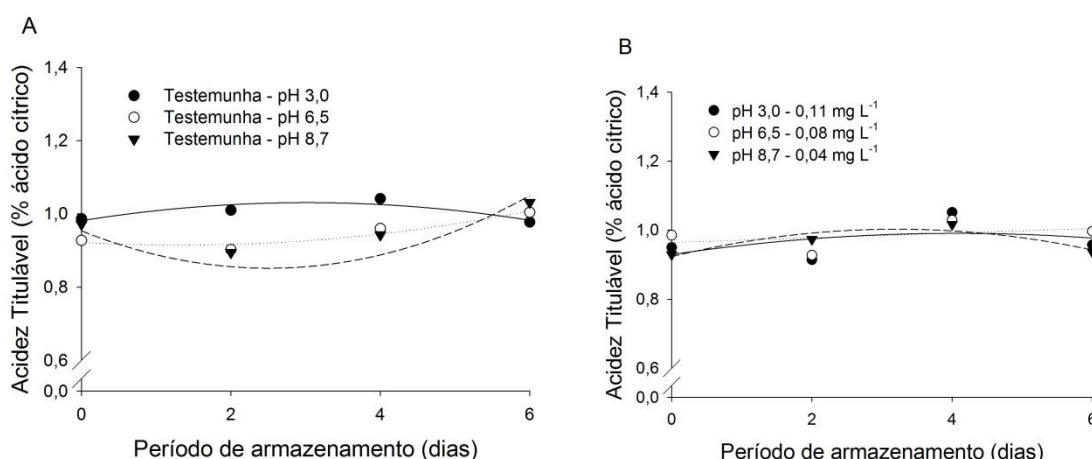 A
Acidez Titulável (% ácido cítrico)
1,4
1,2
1,0
0,8
0,6
0,0
Testemunha - pH 3,0
Testemunha - pH 6,5
Testemunha - pH 8,7
0 2 4 6
Período de armazenamento (dias)
B
Acidez Titulável (% ácido cítrico)
1,4
1,2
1,0
0,8
0,6
0,0
pH 3,0 - 0,11 mg L⁻¹
pH 6,5 - 0,08 mg L⁻¹
pH 8,7 - 0,04 mg L⁻¹
0 2 4 6
Período de armazenamento (dias)